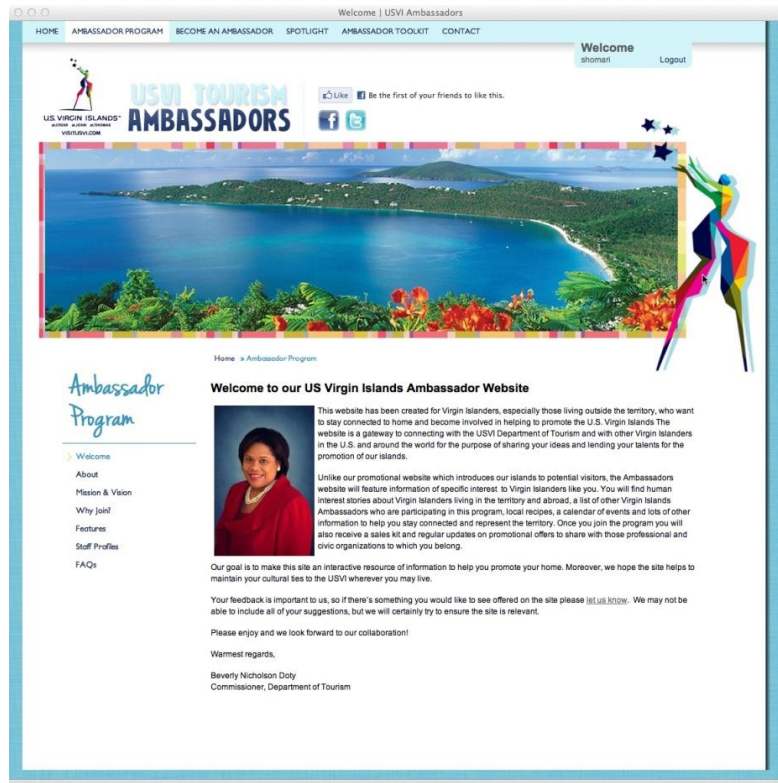 Welcome | USVI Ambassadors
HOME AMBASSADOR PROGRAM BECOME AN AMBASSADOR SPOTLIGHT AMBASSADOR TOOLKIT CONTACT
Welcome
shomari Logout
U.S. VIRGIN ISLANDS
VISITUSVI.COM
USVI TOURISM
AMBASSADORS
Like Be the first of your friends to like this.
Home » Ambassador Program
Ambassador
Program
Welcome
About
Mission & Vision
Why Join?
Features
Staff Profiles
FAQs
Welcome to our US Virgin Islands Ambassador Website
This website has been created for Virgin Islanders, especially those living outside the territory, who want
to stay connected to home and become involved in helping to promote the U.S. Virgin Islands The
website is a gateway to connecting with the USVI Department of Tourism and with other Virgin Islanders
in the U.S. and around the world for the purpose of sharing your ideas and lending your talents for the
promotion of our islands.
Unlike our promotional website which introduces our islands to potential visitors, the Ambassadors
website will feature information of specific interest to Virgin Islanders like you. You will find human
interest stories about Virgin Islanders living in the territory and abroad, a list of other Virgin Islands
Ambassadors who are participating in this program, local recipes, a calendar of events and lots of other
information to help you stay connected and represent the territory. Once you join the program you will
also receive a sales kit and regular updates on promotional offers to share with those professional and
civic organizations to which you belong.
Our goal is to make this site an interactive resource of information to help you promote your home. Moreover, we hope the site helps to
maintain your cultural ties to the USVI wherever you may live.
Your feedback is important to us, so if there's something you would like to see offered on the site please let us know. We may not be
able to include all of your suggestions, but we will certainly try to ensure the site is relevant.
Please enjoy and we look forward to our collaboration!
Warmest regards,
Beverly Nicholson Doty
Commissioner, Department of Tourism